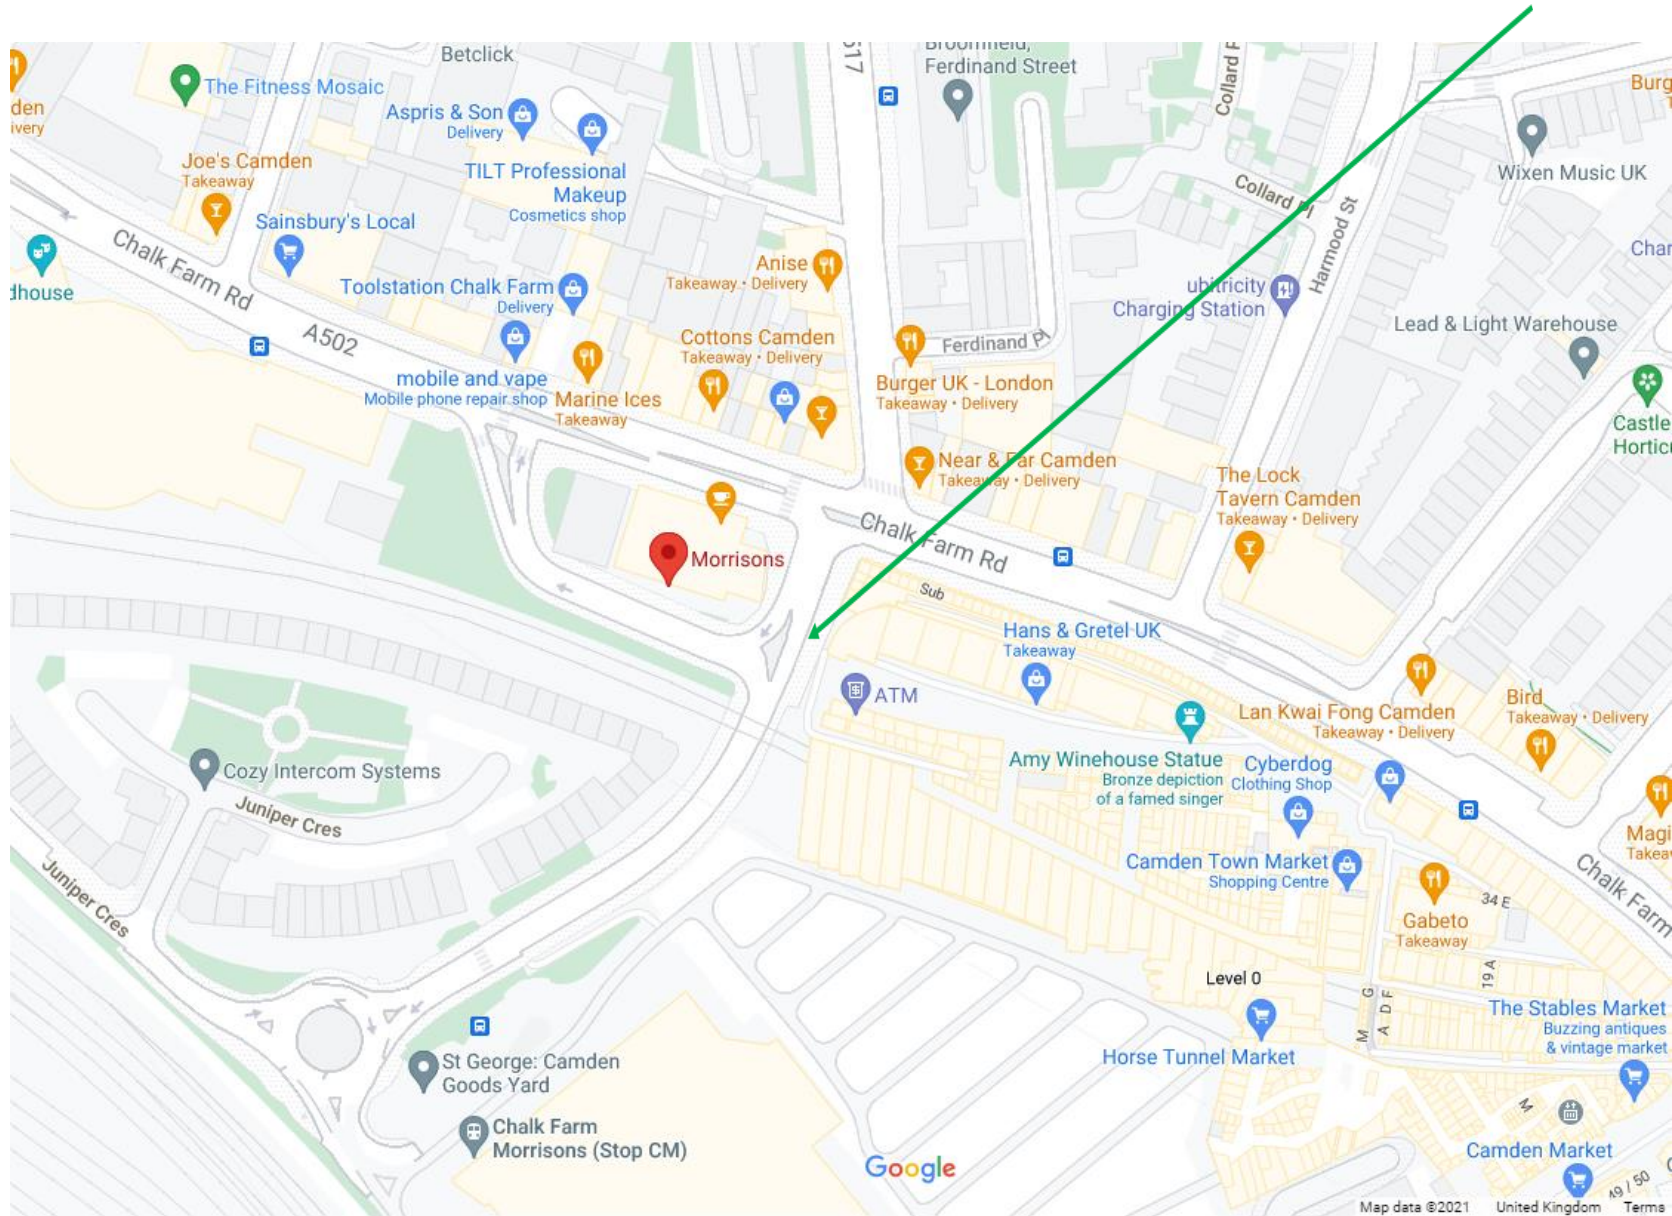 Betclick
517
Broomfield,
Ferdinand Street
Collard P
Burg
The Fitness Mosaic
den
ivery
Aspris & Son
Delivery
Joe's Camden
Takeaway
TILT Professional
Makeup
Cosmetics shop
Wixen Music UK
Collard Pl
Harmood St
Sainsbury's Local
Chalk Farm Rd
Char
dhouse
Toolstation Chalk Farm
Delivery
Anise
Takeaway • Delivery
ubitricity
Charging Station
A502
Cottons Camden
Takeaway • Delivery
Ferdinand Pl
Lead & Light Warehouse
mobile and vape
Mobile phone repair shop
Marine Ices
Takeaway
Burger UK - London
Takeaway • Delivery
Castle
Hortic
Near & Far Camden
Takeaway • Delivery
The Lock
Tavern Camden
Takeaway • Delivery
Chalk Farm Rd
Morrisons
Sub
Hans & Gretel UK
Takeaway
ATM
Lan Kwai Fong Camden
Takeaway • Delivery
Bird
Takeaway • Delivery
Amy Winehouse Statue
Bronze depiction
of a famed singer
Cyberdog
Clothing Shop
Cozy Intercom Systems
Juniper Cres
Juniper Cres
Magi
Takea
Camden Town Market
Shopping Centre
Chalk Farm
34 E
Gabeto
Takeaway
19 A
Level 0
M G
A D F
The Stables Market
Buzzing antiques
& vintage market
Horse Tunnel Market
St George: Camden
Goods Yard
M
Chalk Farm
Morrisons (Stop CM)
Camden Market
Google
49 / 50
Map data ©2021 United Kingdom Terms